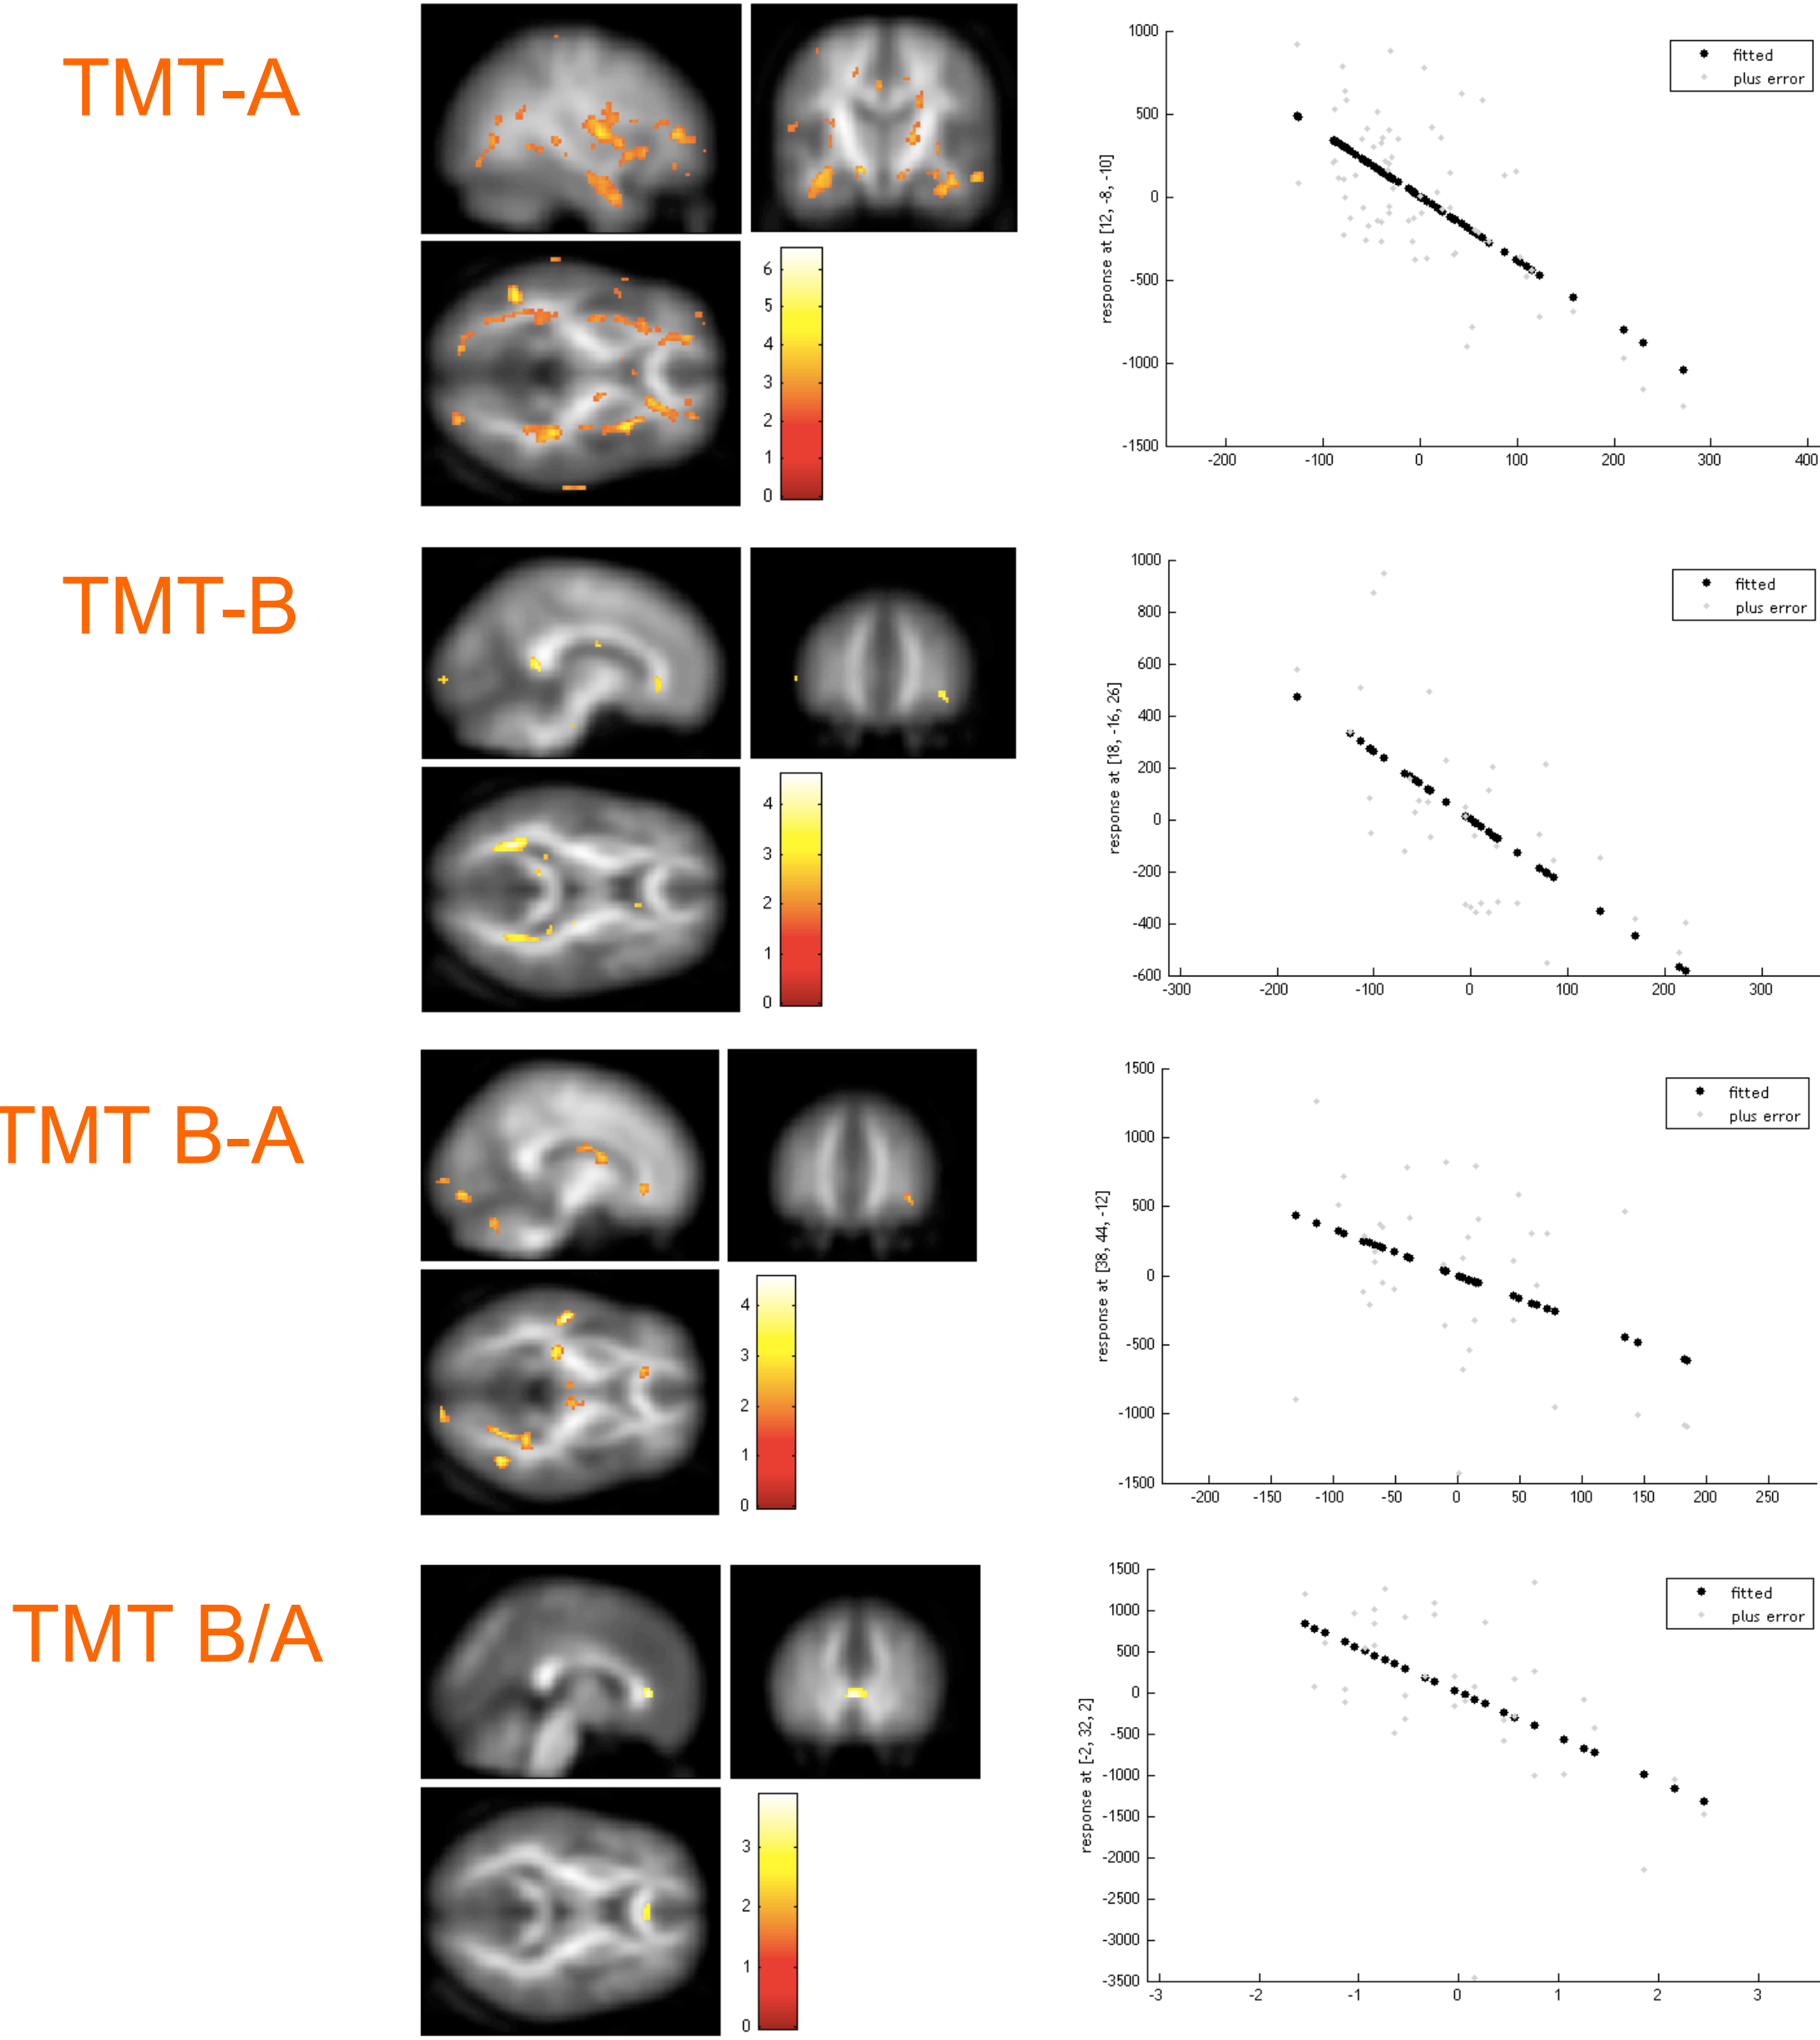 TMT-A
6
5
4
3
2
1
0
1000
500
0
-500
-1000
-1500
response at [12, -8, -10]
-200 -100 0 100 200 300 400
fitted
plus error
TMT-B
4
3
2
1
0
1000
800
600
400
200
0
-200
-400
-600
response at [18, -16, 26]
-300 -200 -100 0 100 200 300
fitted
plus error
TMT B-A
4
3
2
1
0
1500
1000
500
0
-500
-1000
-1500
response at [38, 44, -12]
-200 -150 -100 -50 0 50 100 150 200 250
fitted
plus error
TMT B/A
3
2
1
0
1500
1000
500
0
-500
-1000
-1500
-2000
-2500
-3000
-3500
response at [-2, 32, 2]
-3 -2 -1 0 1 2 3
fitted
plus error